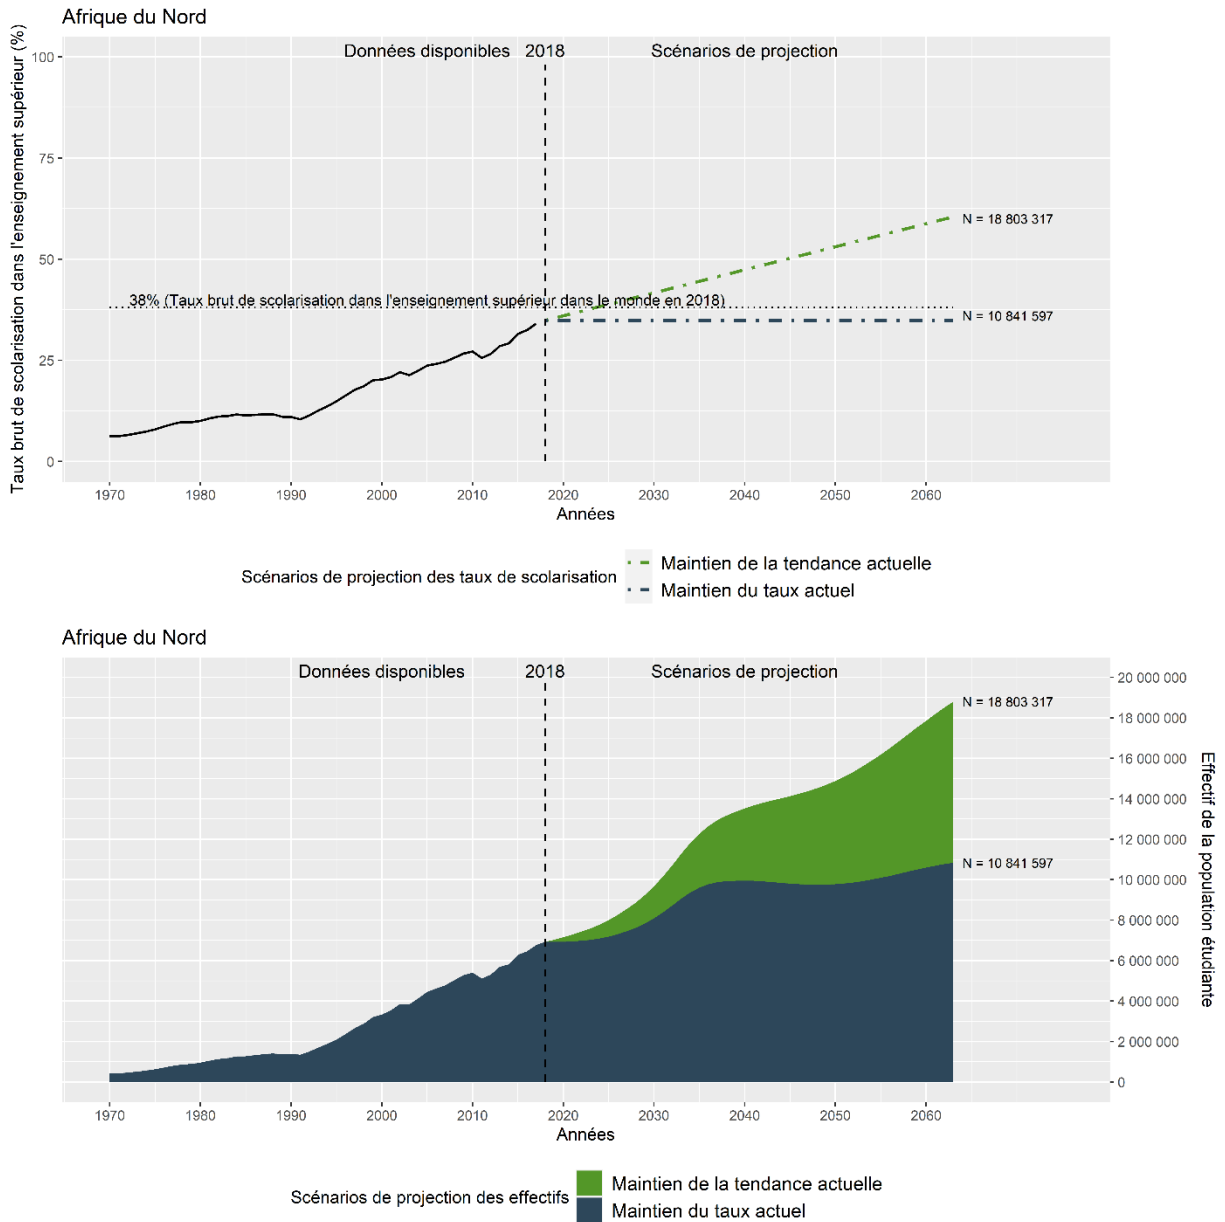 Afrique du Nord
Taux brut de scolarisation dans l'enseignement supérieur (%)
Données disponibles 2018 Scénarios de projection
100
75
50
25
0
N = 18 803 317
38% (Taux brut de scolarisation dans l'enseignement supérieur dans le monde en 2018)
N = 10 841 597
1970 1980 1990 2000 2010 2020 2030 2040 2050 2060
Années
Scénarios de projection des taux de scolarisation
Maintien de la tendance actuelle
Maintien du taux actuel
Afrique du Nord
Données disponibles 2018 Scénarios de projection
N = 18 803 317
N = 10 841 597
20 000 000
18 000 000
16 000 000
14 000 000
12 000 000
10 000 000
8 000 000
6 000 000
4 000 000
2 000 000
0
Effectif de la population étudiante
1970 1980 1990 2000 2010 2020 2030 2040 2050 2060
Années
Scénarios de projection des effectifs
Maintien de la tendance actuelle
Maintien du taux actuel